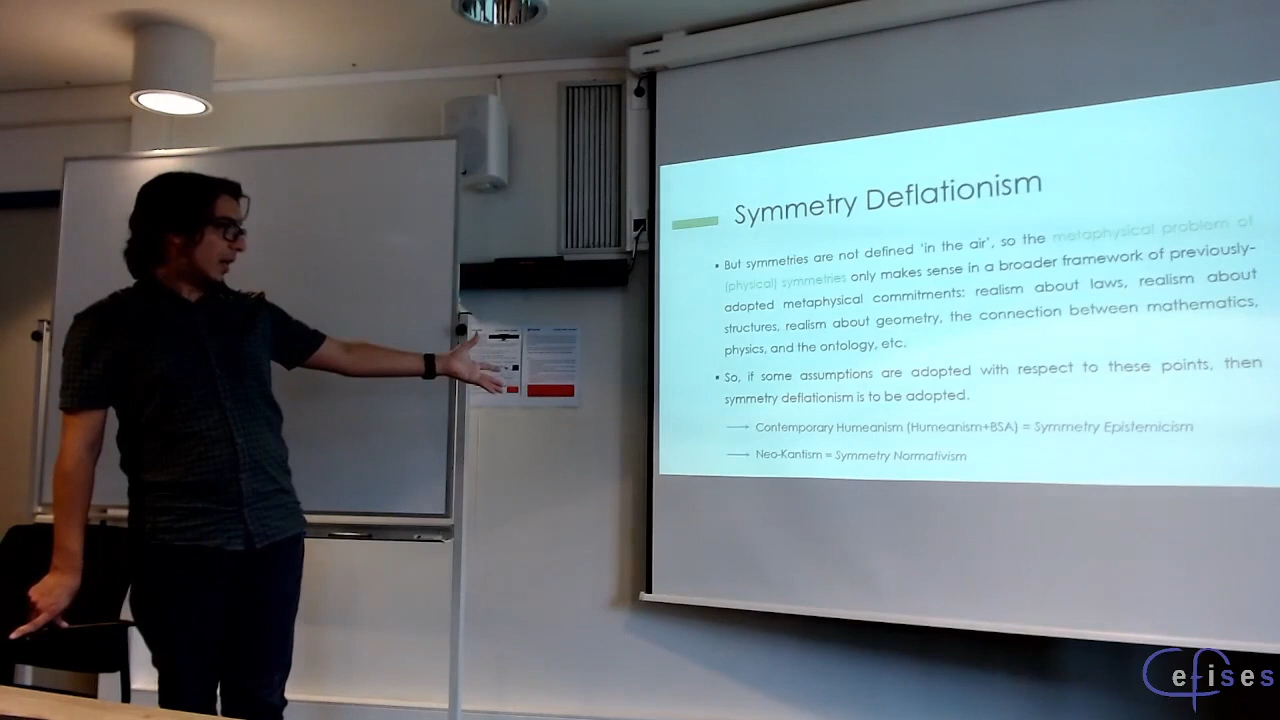 Symmetry Deflationism
▪ But symmetries are not defined 'in the air', so the metaphysical problem of
(physical) symmetries only makes sense in a broader framework of previously-
adopted metaphysical commitments: realism about laws, realism about
structures, realism about geometry, the connection between mathematics,
physics, and the ontology, etc.
▪ So, if some assumptions are adopted with respect to these points, then
symmetry deflationism is to be adopted.
→ Contemporary Humeanism (Humeanism+BSA) = Symmetry Epistemicism
→ Neo-Kantism = Symmetry Normativism
Cefises